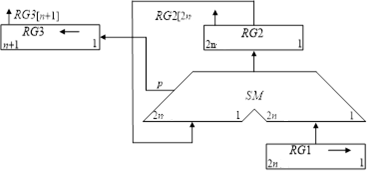 RG3[n+1]
RG3
n+1 1
RG2[2n
RG2
2n 1
p
SM
2n 1 2n 1
RG1
2n 1